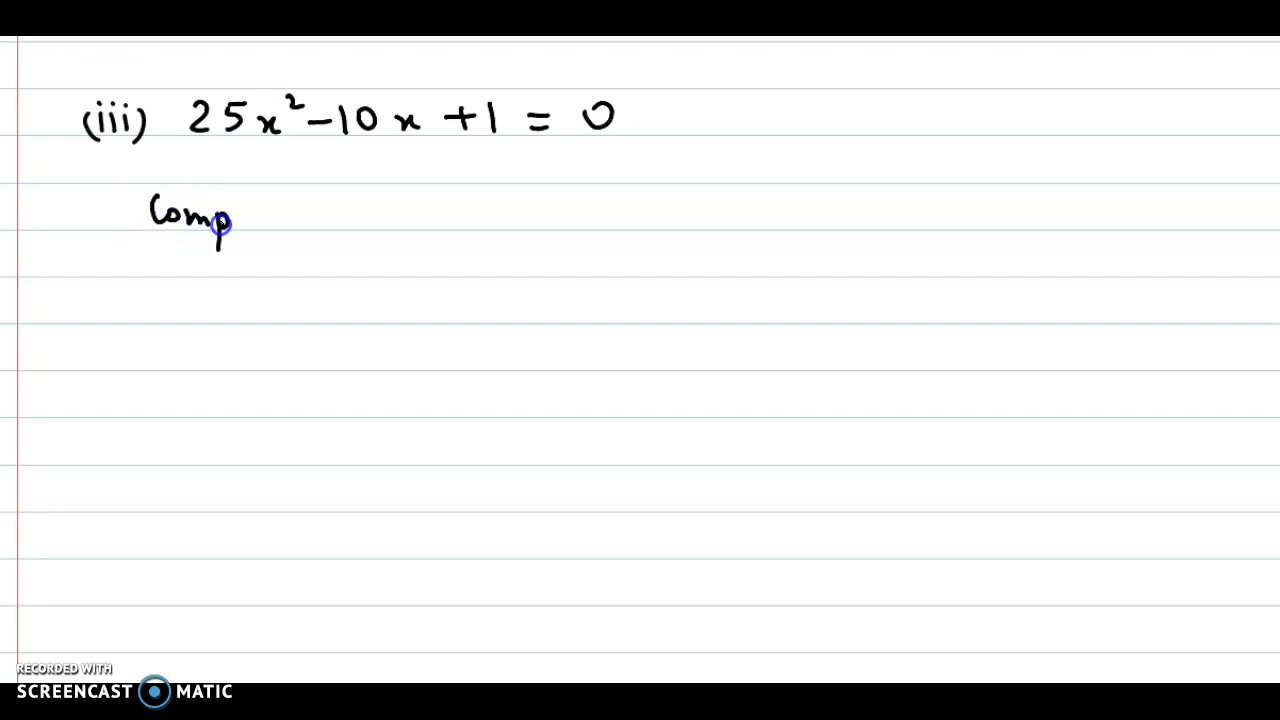 (iii) 25x² -10x +1 = 0
Comp
RECORDED WITH
SCREENCAST MATIC